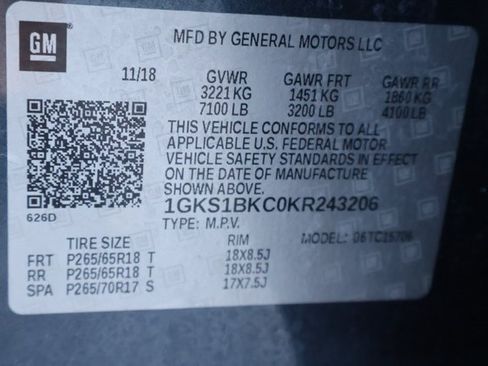 GM
MFD BY GENERAL MOTORS LLC
11/18 GVWR GAWR FRT GAWR RR
3221 KG 1451 KG 1860 KG
7100 LB 3200 LB 4100 LB
THIS VEHICLE CONFORMS TO ALL
APPLICABLE U.S. FEDERAL MOTOR
VEHICLE SAFETY STANDARDS IN EFFECT
ON THE DATE OF MANUFACTURE
SHOWN ABOVE.
626D
1GKS1BKC0KR243206
TYPE: M.P.V. MODEL:
TIRE SIZE RIM
FRT P265/65R18 T 18X8.5J
RR P265/65R18 T 18X8.5J
SPA P265/70R17 S 17X7.5J